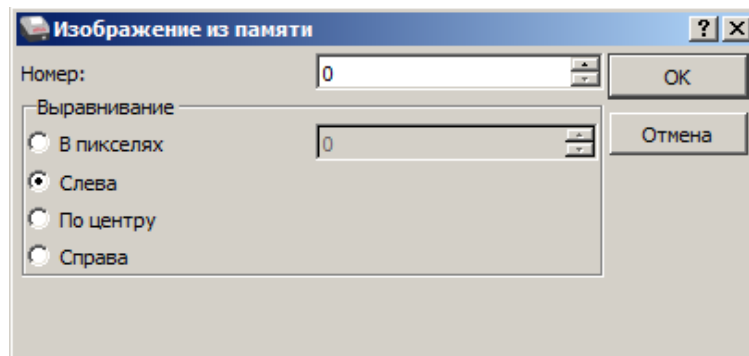 Изображение из памяти
Номер: 0 OK
Выравнивание
В пикселях 0 Отмена
Слева
По центру
Справа